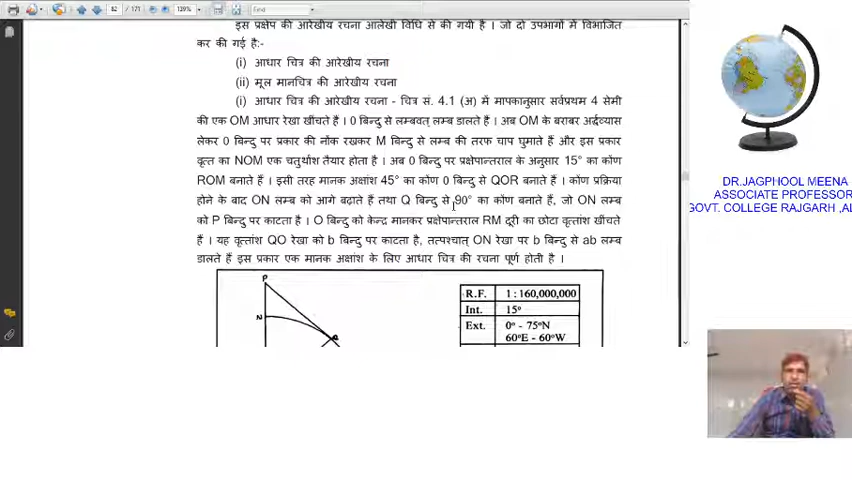 82 / 171
139%
Find
इस प्रक्षेप की आरेखीय रचना आलेखी विधि से की गयी है । जो दो उपभागों में विभाजित
कर की गई है:-
(i) आधार चित्र की आरेखीय रचना
(ii) मूल मानचित्र की आरेखीय रचना
(i) आधार चित्र की आरेखीय रचना - चित्र सं. 4.1 (अ) में मापकानुसार सर्वप्रथम 4 सेमी
की एक OM आधार रेखा खींचते है । 0 बिन्दु से लम्बवत् लम्ब डालते है । अब OM के बराबर अर्द्धव्यास
लेकर 0 बिन्दु पर प्रकार की नोंक रखकर M बिन्दु से लम्ब की तरफ चाप घुमाते हैं और इस प्रकार
वृत्त का NOM एक चतुर्थांश तैयार होता है । अब 0 बिन्दु पर प्रक्षेपान्तराल के अनुसार 15° का कोंण
ROM बनाते हैं । इसी तरह मानक अक्षांश 45° का कोंण 0 बिन्दु से QOR बनाते है । कोंण प्रक्रिया
होने के बाद ON लम्ब को आगे बढ़ाते हैं तथा Q बिन्दु से 90° का कोंण बनाते हैं, जो ON लम्ब
को P बिन्दु पर काटता है । O बिन्दु को केन्द्र मानकर प्रक्षेपान्तराल RM दूरी का छोटा वृत्तांश खींचते
हैं । यह वृत्तांश QO रेखा को b बिन्दु पर काटता है, तत्पश्चात् ON रेखा पर b बिन्दु से ab लम्ब
डालते हैं इस प्रकार एक मानक अक्षांश के लिए आधार चित्र की रचना पूर्ण होती है ।
P
N
R.F. 1 : 160,000,000
Int. 15°
Ext. 0° - 75°N
60°E - 60°W
DR.JAGPHOOL MEENA
ASSOCIATE PROFESSOR
GOVT. COLLEGE RAJGARH ,AL